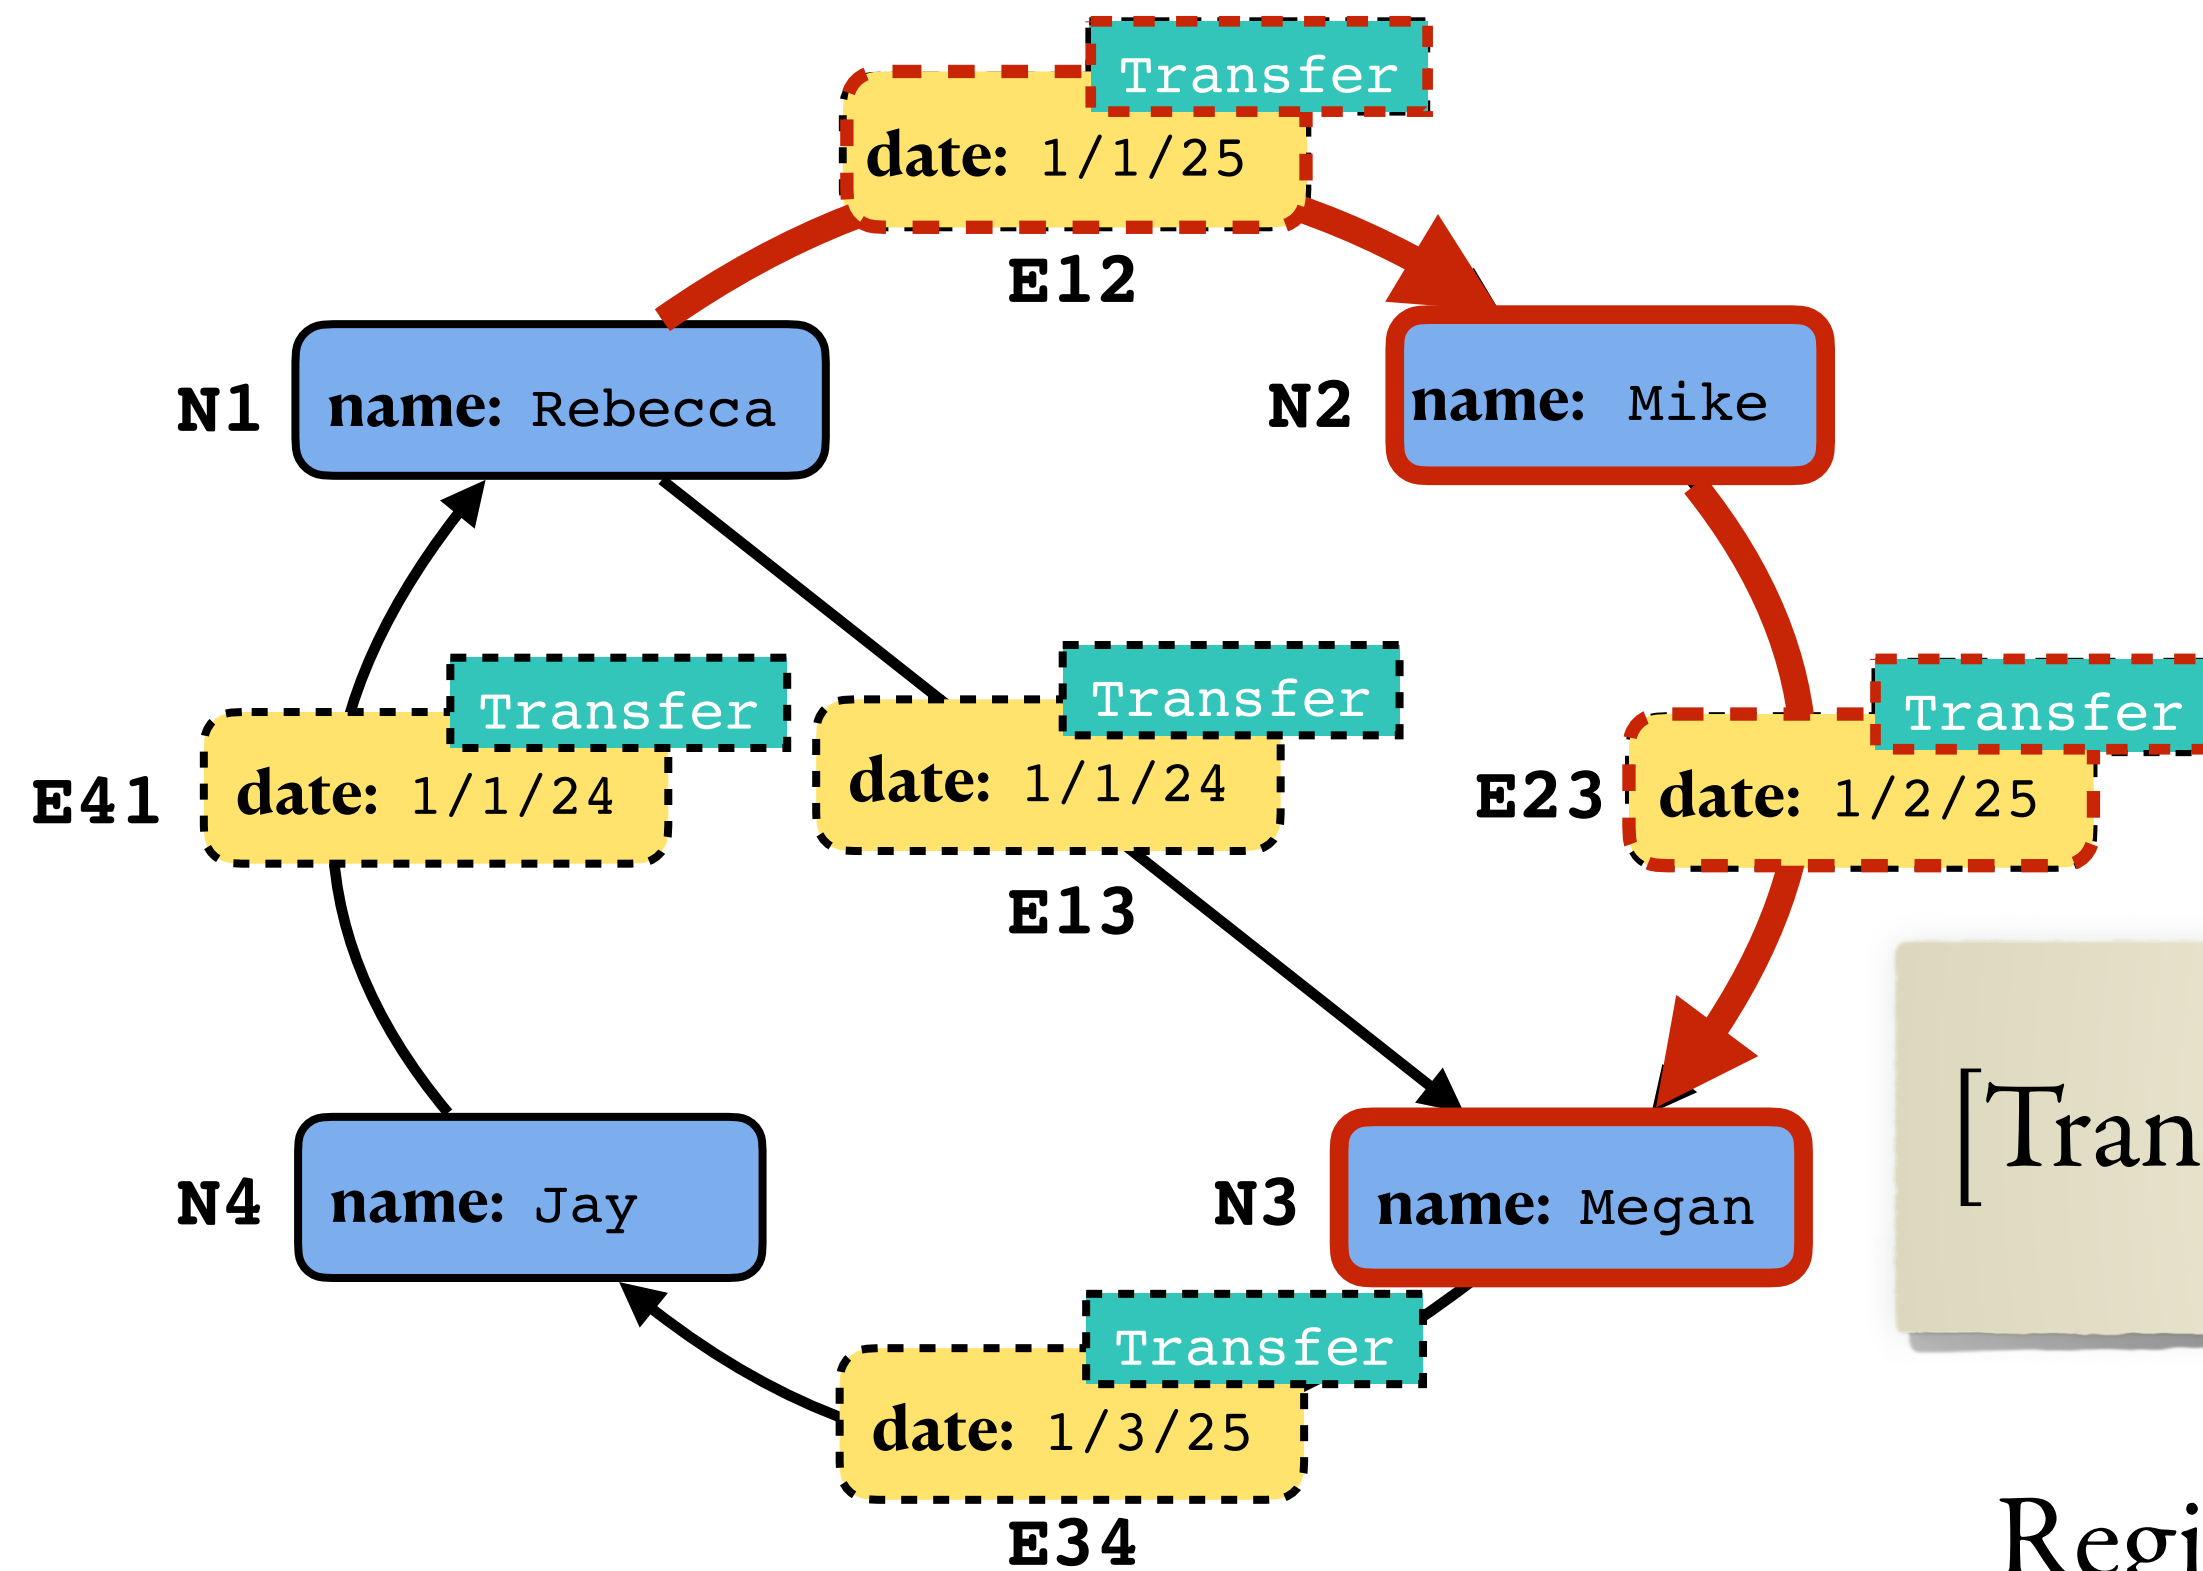 Transfer
date: 1/1/25
E12
N1
name: Rebecca
N2
name: Mike
Transfer
Transfer
Transfer
E41
date: 1/1/24
date: 1/1/24
E23
date: 1/2/25
E13
[Tran
N4
name: Jay
N3
name: Megan
Transfer
date: 1/3/25
E34
Regi